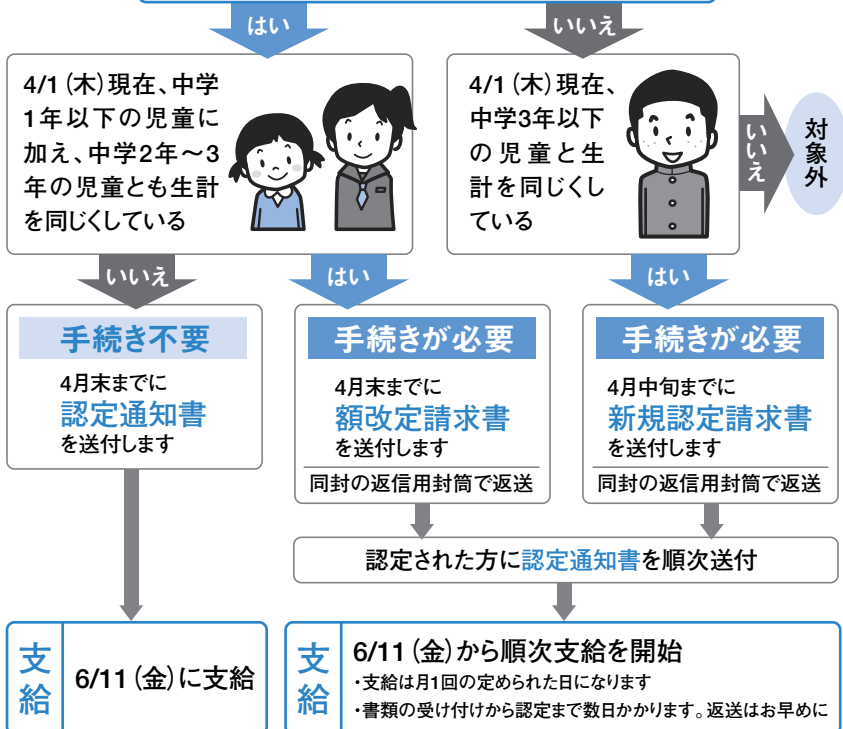 はい
いいえ
4/1（木）現在、中学
1年以下の児童に
加え、中学2年～3
年の児童とも生計
を同じくしている
4/1（木）現在、
中学3年以下
の児童と生
計を同じくし
ている
いいえ
対象外
いいえ
はい
はい
手続き不要
4月末までに
認定通知書
を送付します
手続きが必要
4月末までに
額改定請求書
を送付します
同封の返信用封筒で返送
手続きが必要
4月中旬までに
新規認定請求書
を送付します
同封の返信用封筒で返送
認定された方に認定通知書を順次送付
支給
6/11（金）に支給
支給
6/11（金）から順次支給を開始
・支給は月1回の定められた日になります
・書類の受け付けから認定まで数日かかります。返送はお早めに